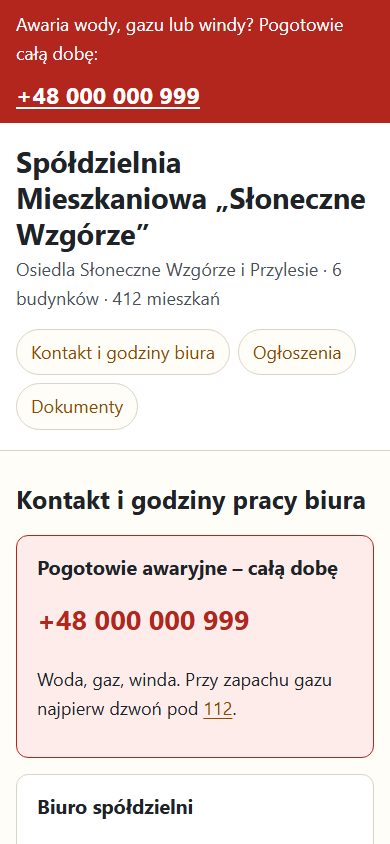 Awaria wody, gazu lub windy? Pogotowie
całą dobę:
+48 000 000 999
Spółdzielnia
Mieszkaniowa „Słoneczne
Wzgórze”
Osiedla Słoneczne Wzgórze i Przylesie · 6
budynków · 412 mieszkań
Kontakt i godziny biura
Ogłoszenia
Dokumenty
Kontakt i godziny pracy biura
Pogotowie awaryjne – całą dobę
+48 000 000 999
Woda, gaz, winda. Przy zapachu gazu
najpierw dzwoń pod 112.
Biuro spółdzielni